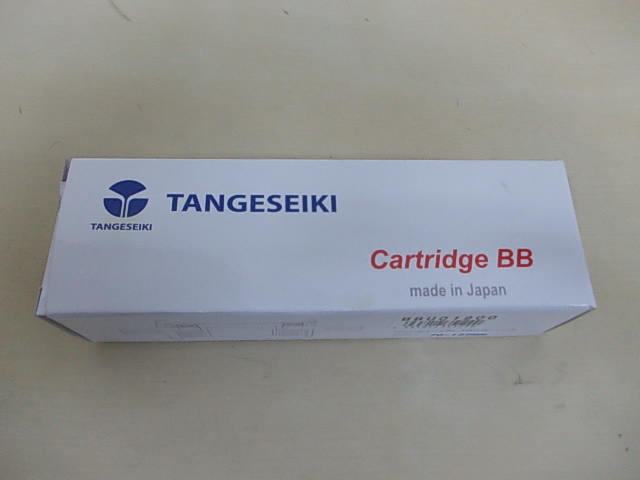 TANGESEIKI
TANGESEIKI
Cartridge BB
made in Japan